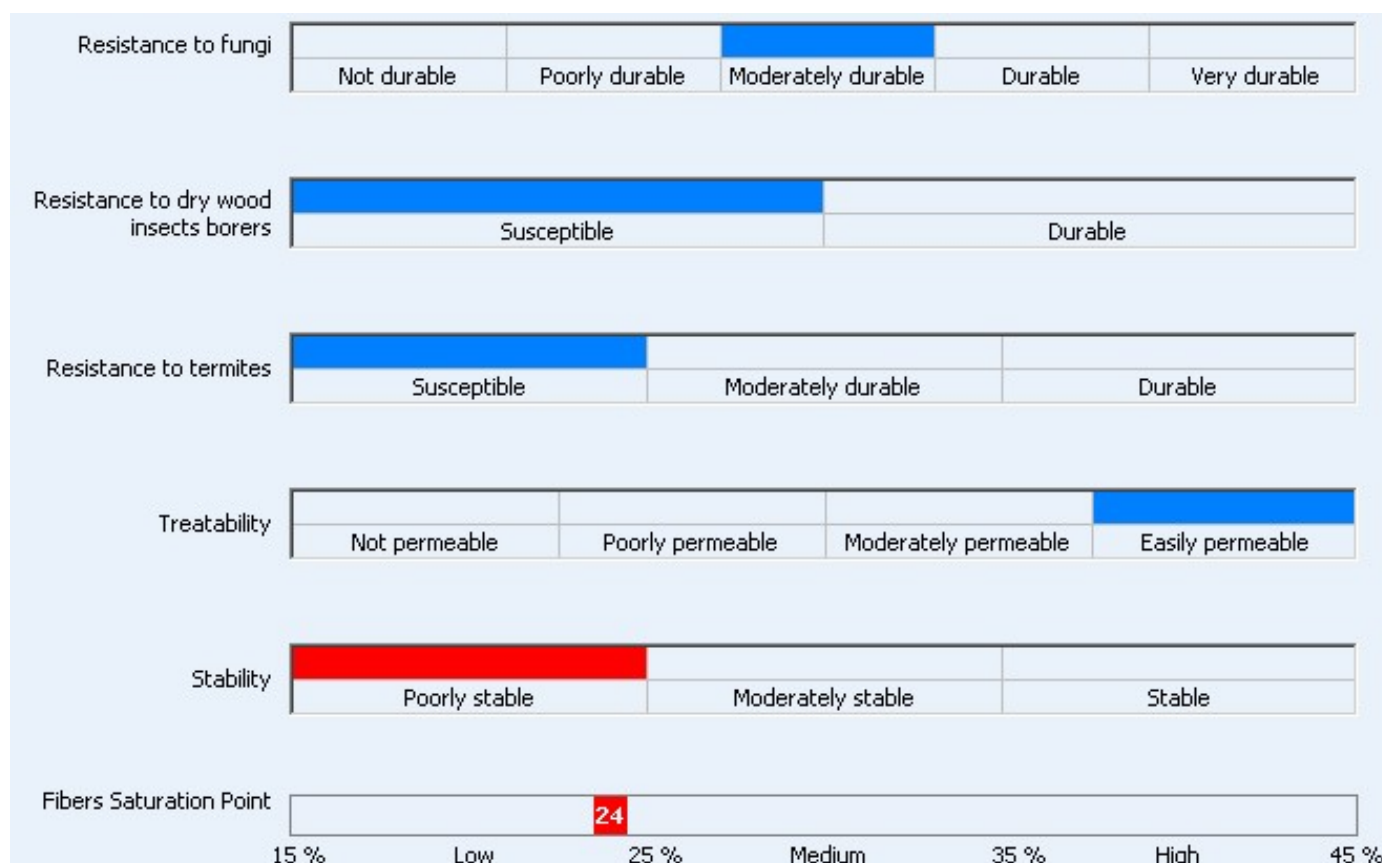 Resistance to fungi
Not durable Poorly durable Moderately durable Durable Very durable
Resistance to dry wood
insects borers
Susceptible Durable
Resistance to termites
Susceptible Moderately durable Durable
Treatability
Not permeable Poorly permeable Moderately permeable Easily permeable
Stability
Poorly stable Moderately stable Stable
Fibers Saturation Point
24
15 % Low 25 % Medium 35 % High 45 %